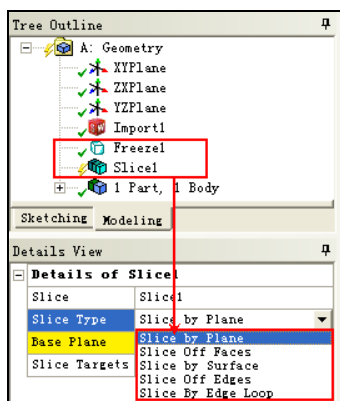 Tree Outline
A: Geometry
XYPlane
ZXPlane
YZPlane
Import1
Freeze1
Slice1
1 Part, 1 Body
Sketching Modeling
Details View
Details of Slice1
Slice Slice1
Slice Type Slice by Plane
Base Plane Slice by Plane
Slice Off Faces
Slice Targets Slice by Surface
Slice Off Edges
Slice By Edge Loop